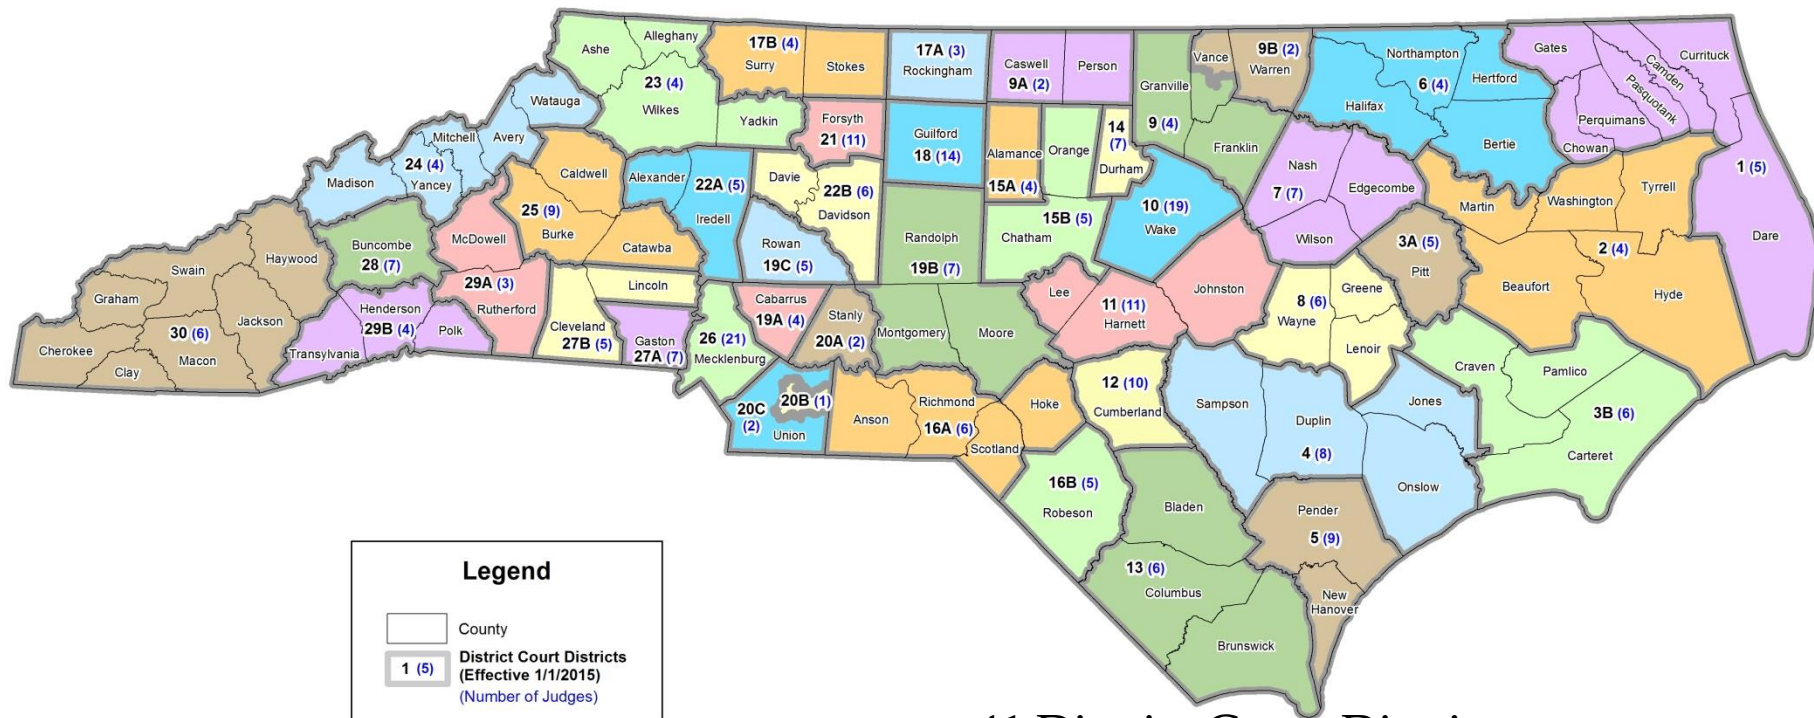 Ashe
Alleghany
23 (4)
Wilkes
Yadkin
17B (4)
Surry
Stokes
17A (3)
Rockingham
Caswell
9A (2)
Person
Granville
9 (4)
Vance
Franklin
9B (2)
Warren
Northampton
6 (4)
Hertford
Halifax
Bertie
Gates
Currituck
Camden
Pasquotank
Perquimans
Chowan
1 (5)
Dare
Watauga
Mitchell
Avery
24 (4)
Yancey
Madison
Caldwell
25 (9)
Burke
Catawba
Alexander
22A (5)
Iredell
Davie
22B (6)
Davidson
Forsyth
21 (11)
Guilford
18 (14)
Alamance
15A (4)
Orange
15B (5)
Chatham
14
(7)
Durham
10 (19)
Wake
Nash
7 (7)
Edgecombe
Wilson
Martin
Washington
Tyrrell
2 (4)
Beaufort
Hyde
3A (5)
Pitt
Swain
Haywood
Graham
Jackson
30 (6)
Macon
Cherokee
Clay
Buncombe
28 (7)
Henderson
29B (4)
Transylvania
Polk
McDowell
29A (3)
Rutherford
Cleveland
27B (5)
Lincoln
Gaston
27A (7)
26 (21)
Mecklenburg
Rowan
19C (5)
Cabarrus
19A (4)
Stanly
20A (2)
Randolph
19B (7)
Montgomery
Moore
Lee
11 (11)
Harnett
Johnston
8 (6)
Wayne
Greene
Lenoir
Craven
Pamlico
3B (6)
Carteret
Jones
Onslow
Sampson
Duplin
4 (8)
12 (10)
Cumberland
20C
(2)
20B (1)
Union
Anson
Richmond
16A (6)
Scotland
Hoke
16B (5)
Robeson
Bladen
13 (6)
Columbus
Brunswick
Pender
5 (9)
New
Hanover
Legend
County
1 (5)
District Court Districts
(Effective 1/1/2015)
(Number of Judges)
41 District Court Districts